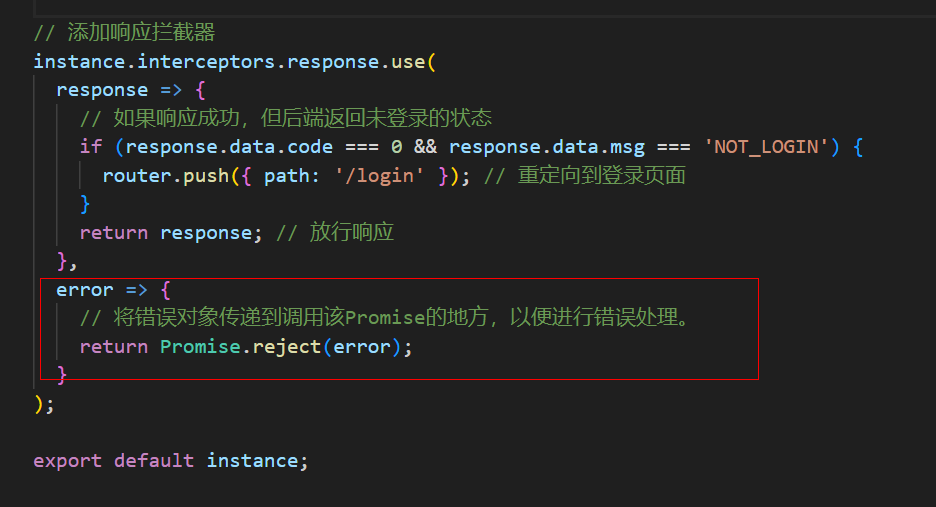 // 添加响应拦截器
instance.interceptors.response.use(
  response => {
    // 如果响应成功，但后端返回未登录的状态
    if (response.data.code === 0 && response.data.msg === 'NOT_LOGIN') {
      router.push({ path: '/login' }); // 重定向到登录页面
    }
    return response; // 放行响应
  },
  error => {
    // 将错误对象传递到调用该Promise的地方，以便进行错误处理。
    return Promise.reject(error);
  }
);
export default instance;